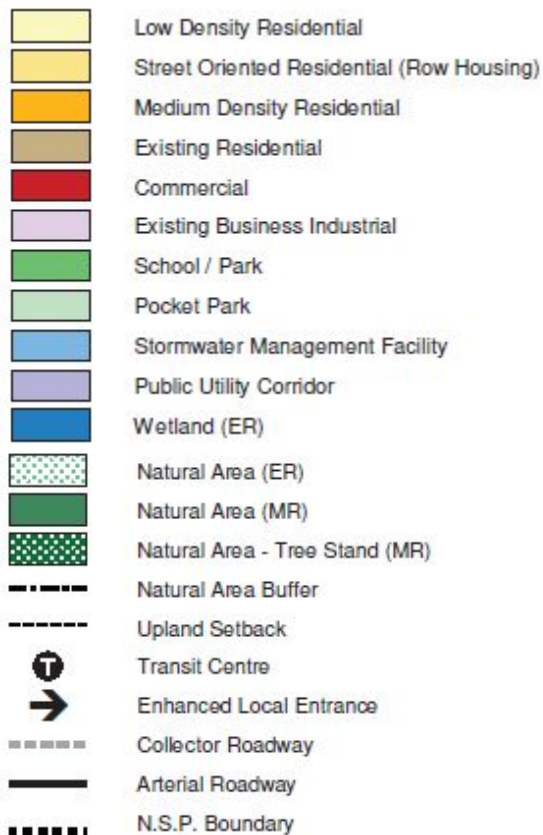 Low Density Residential
Street Oriented Residential (Row Housing)
Medium Density Residential
Existing Residential
Commercial
Existing Business Industrial
School / Park
Pocket Park
Stormwater Management Facility
Public Utility Corridor
Wetland (ER)
Natural Area (ER)
Natural Area (MR)
Natural Area - Tree Stand (MR)
Natural Area Buffer
Upland Setback
T Transit Centre
Enhanced Local Entrance
Collector Roadway
Arterial Roadway
N.S.P. Boundary